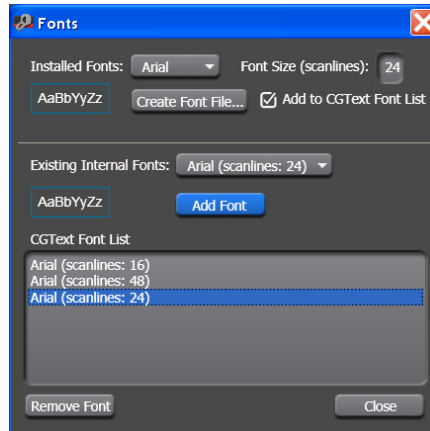 Fonts
Installed Fonts: Arial Font Size (scanlines): 24
AaBbYyZz Create Font File... Add to CGText Font List
Existing Internal Fonts: Arial (scanlines: 24)
AaBbYyZz Add Font
CGText Font List
Arial (scanlines: 16)
Arial (scanlines: 48)
Arial (scanlines: 24)
Remove Font Close